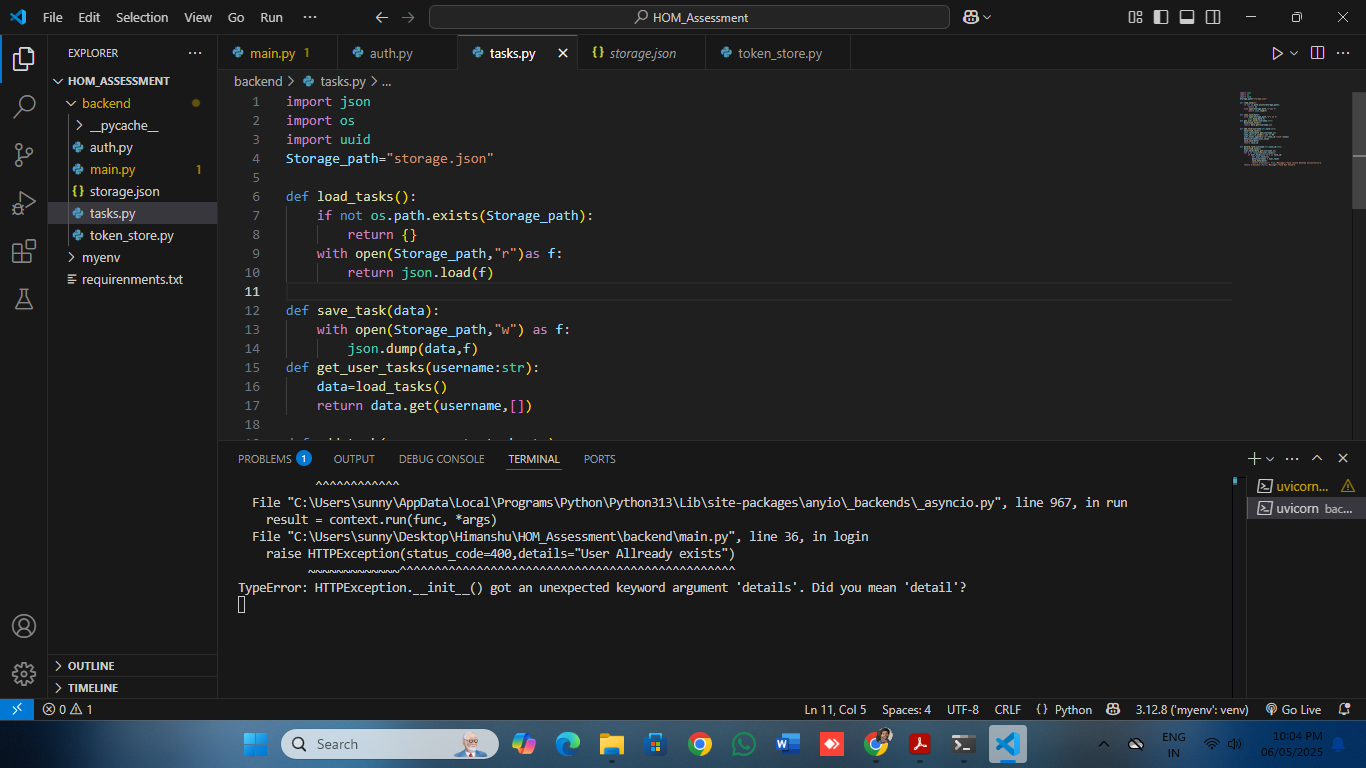 File Edit Selection View Go Run ··· HOM_Assessment
EXPLORER ···
HOM_ASSESSMENT
backend
__pycache__
auth.py
main.py 1
storage.json
tasks.py
token_store.py
myenv
requirenments.txt
OUTLINE
TIMELINE
main.py 1 auth.py tasks.py storage.json token_store.py
backend > tasks.py > ...
1 import json
2 import os
3 import uuid
4 Storage_path="storage.json"
5
6 def load_tasks():
7 if not os.path.exists(Storage_path):
8 return {}
9 with open(Storage_path,"r")as f:
10 return json.load(f)
11
12 def save_task(data):
13 with open(Storage_path,"w") as f:
14 json.dump(data,f)
15 def get_user_tasks(username:str):
16 data=load_tasks()
17 return data.get(username,[])
18
PROBLEMS 1 OUTPUT DEBUG CONSOLE TERMINAL PORTS
^^^^^^^^^^^^
File "C:\Users\sunny\AppData\Local\Programs\Python\Python313\Lib\site-packages\anyio\_backends\_asyncio.py", line 967, in run
result = context.run(func, *args)
File "C:\Users\sunny\Desktop\Himanshu\HOM_Assessment\backend\main.py", line 36, in login
raise HTTPException(status_code=400,details="User Allready exists")
~~~~~~~~~~~~~^^^^^^^^^^^^^^^^^^^^^^^^^^^^^^^^^^^^^^^^^^^^^^^^
TypeError: HTTPException.__init__() got an unexpected keyword argument 'details'. Did you mean 'detail'?
uvicorn...
uvicorn bac...
0 1 Ln 11, Col 5 Spaces: 4 UTF-8 CRLF {} Python 3.12.8 ('myenv': venv) Go Live
Search
ENG
IN
10:04 PM
06/05/2025